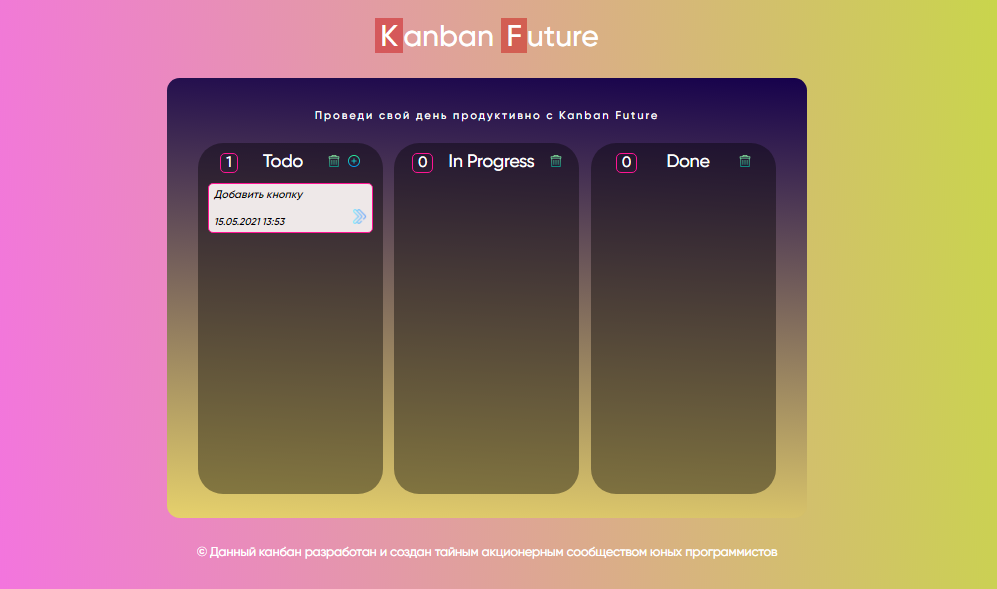 Kanban Future
Проведи свой день продуктивно с Kanban Future
1 Todo
0 In Progress
0 Done
Добавить кнопку
15.05.2021 13:53
© Данный канбан разработан и создан тайным акционерным сообществом юных программистов